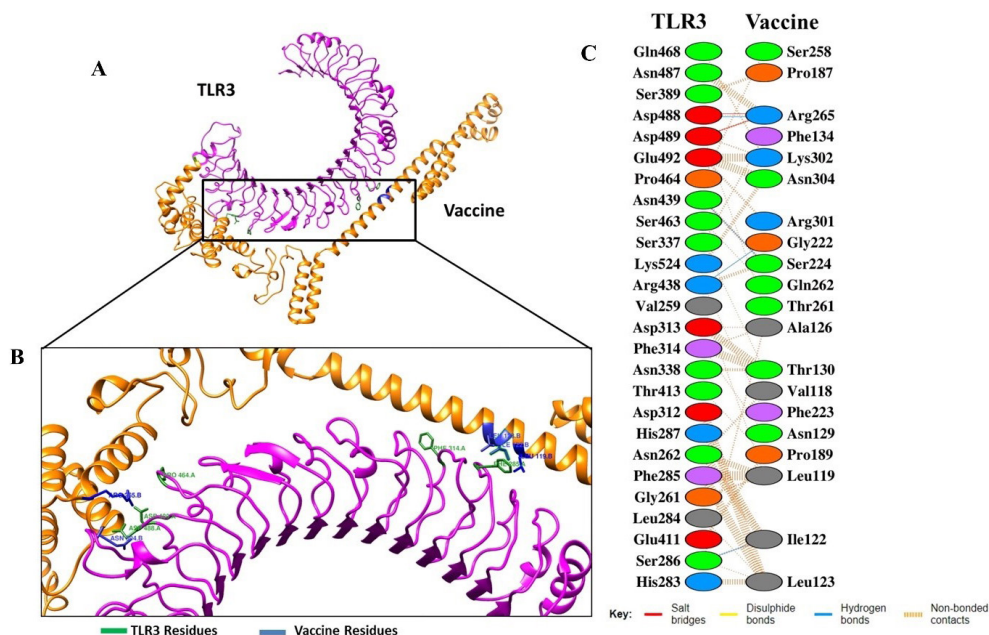 A
TLR3
Vaccine
B
PRO 464.A
PHE 314.A
TLR3 Residues
Vaccine Residues
C
TLR3 Vaccine
Gln468 Ser258
Asn487 Pro187
Ser389
Asp488 Arg265
Asp489 Phe134
Glu492 Lys302
Pro464 Asn304
Asn439
Ser463 Arg301
Ser337 Gly222
Lys524 Ser224
Arg438 Gln262
Val259 Thr261
Asp313 Ala126
Phe314
Asn338 Thr130
Thr413 Val118
Asp312 Phe223
His287 Asn129
Asn262 Pro189
Phe285 Leu119
Gly261
Leu284
Glu411 Ile122
Ser286
His283 Leu123
Key: Salt bridges Disulphide bonds Hydrogen bonds Non-bonded contacts